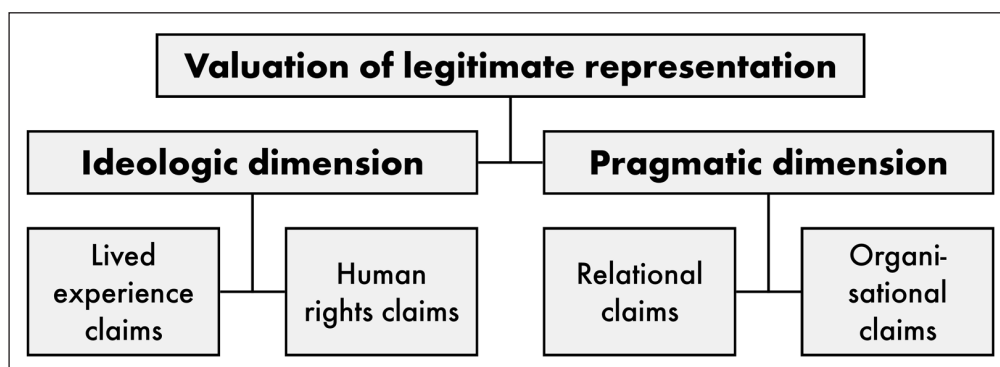 Valuation of legitimate representation
Ideologic dimension
Pragmatic dimension
Lived
experience
claims
Human
rights claims
Relational
claims
Organi-
sational
claims